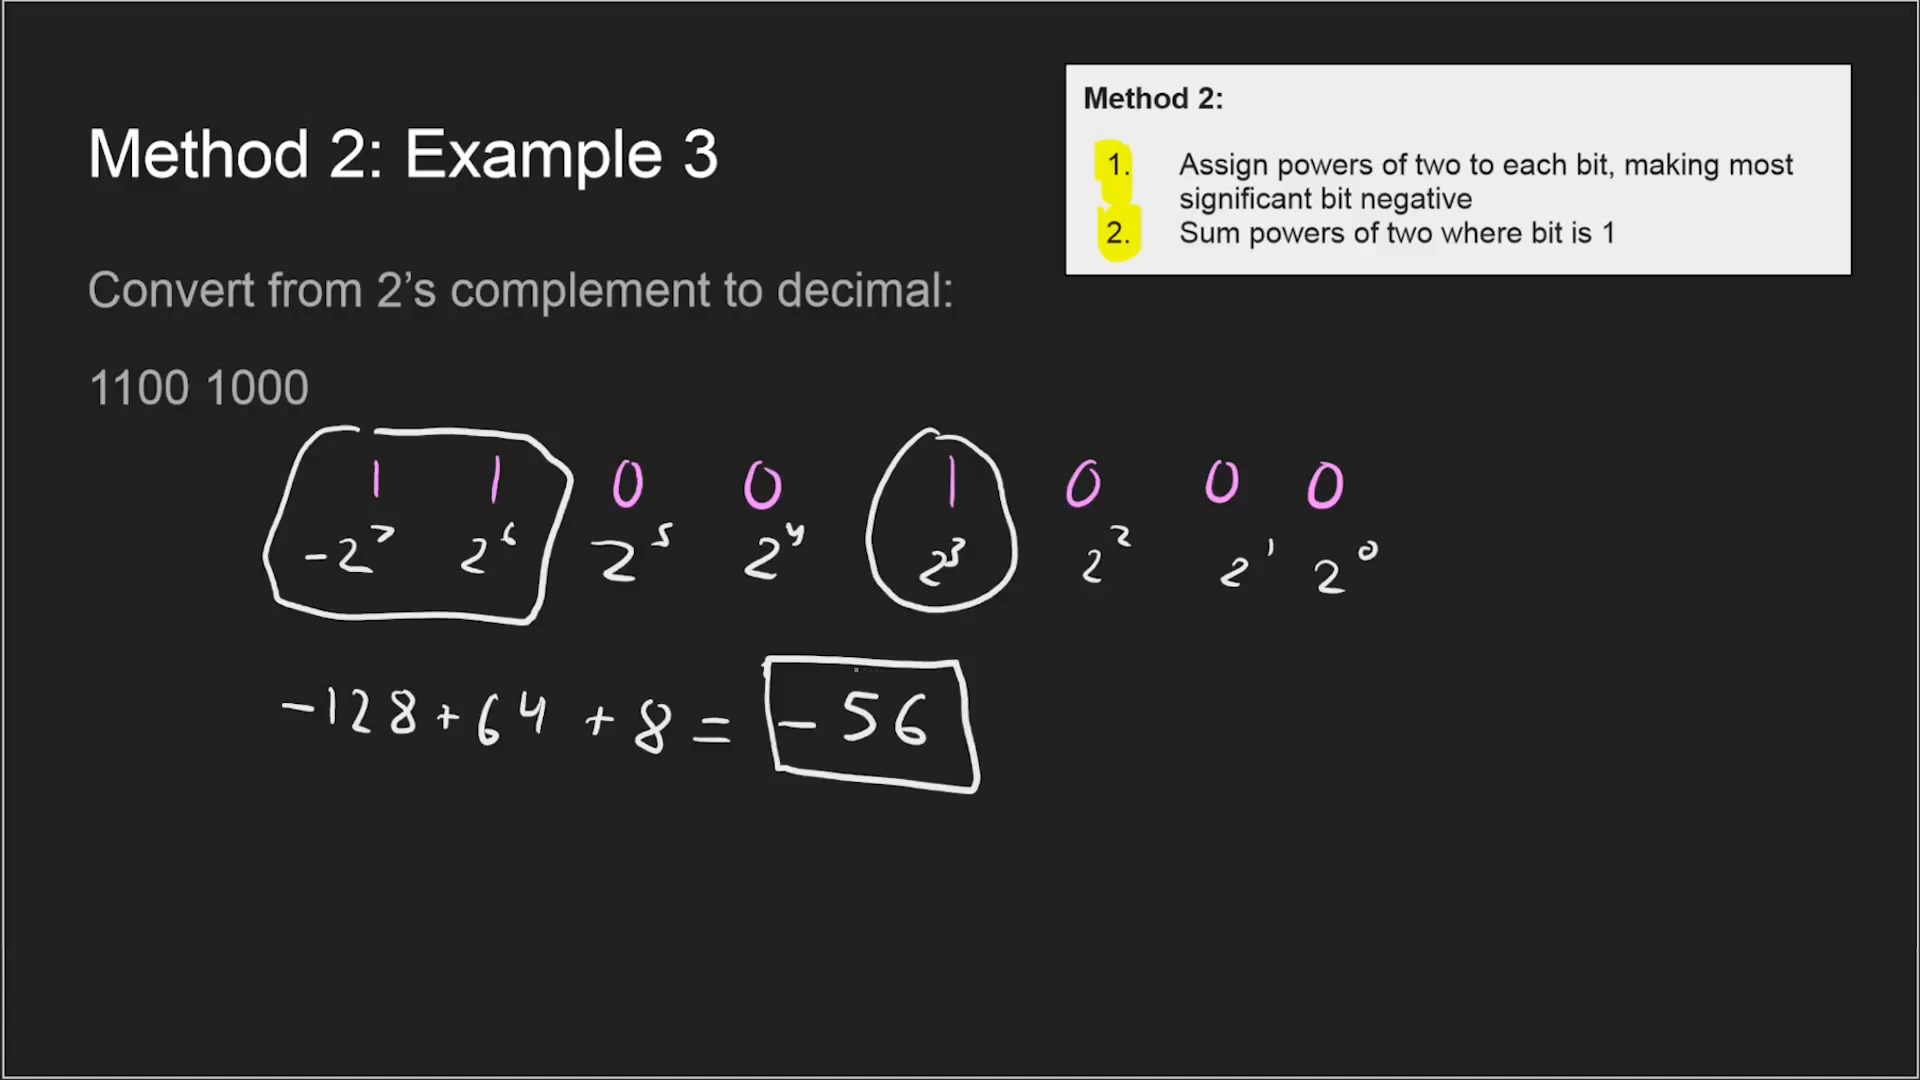 Method 2: Example 3
Method 2:
1. Assign powers of two to each bit, making most
significant bit negative
2. Sum powers of two where bit is 1
Convert from 2's complement to decimal:
1100 1000
1 1 0 0 1 0 0 0
-2⁷ 2⁶ 2⁵ 2⁴ 2³ 2² 2¹ 2⁰
-128 + 64 + 8 = -56